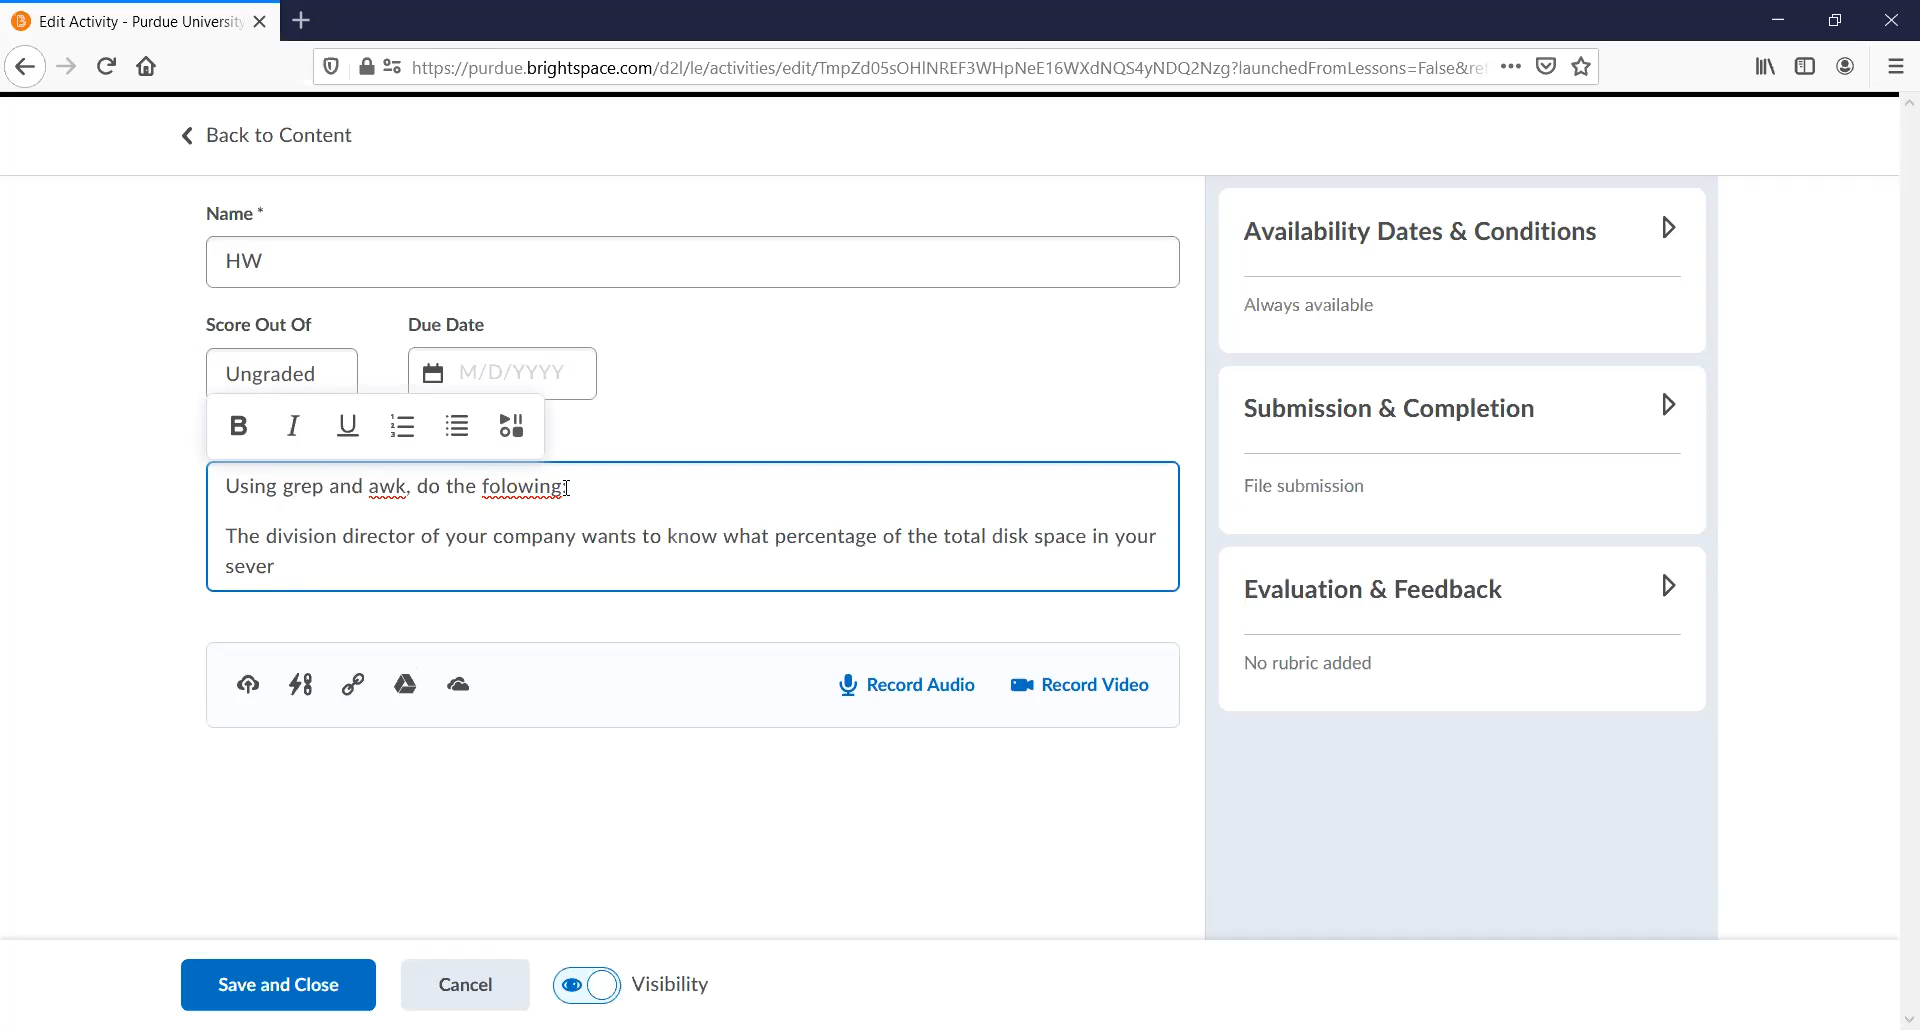 Edit Activity - Purdue University
https://purdue.brightspace.com/d2l/le/activities/edit/TmpZd05sOHlNREF3WHpNeE16WXdNQS4yNDQ2Nzg?launchedFromLessons=False&ret
Back to Content
Name *
HW
Score Out Of
Due Date
Ungraded
M/D/YYYY
B I U
Using grep and awk, do the folowing:
The division director of your company wants to know what percentage of the total disk space in your
sever
Record Audio
Record Video
Availability Dates & Conditions
Always available
Submission & Completion
File submission
Evaluation & Feedback
No rubric added
Save and Close
Cancel
Visibility